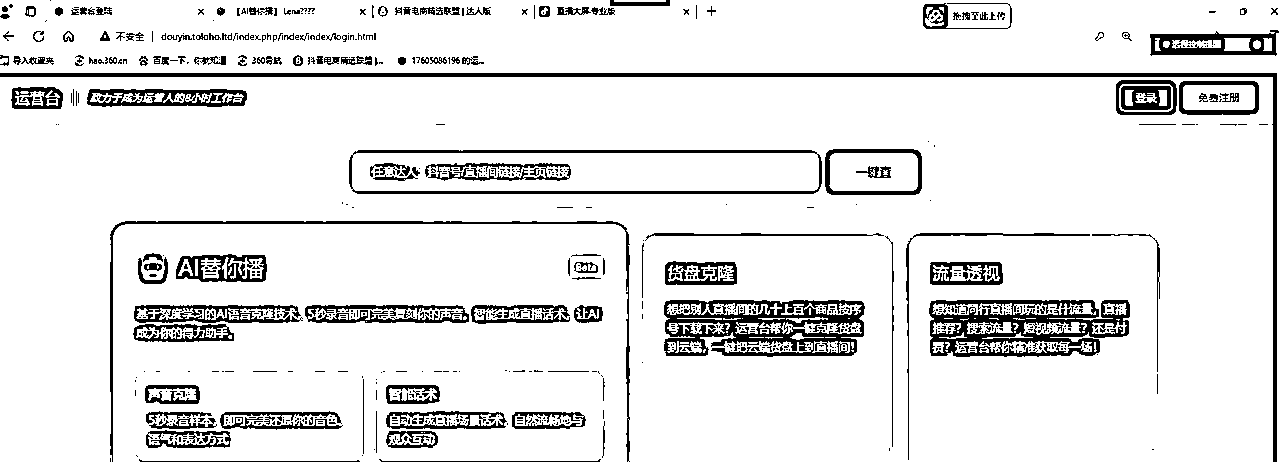 运营台登陆
【AI替你播】Lena????
抖音电商精选联盟 | 达人版
直播大屏-专业版
拖拽至此上传
不安全 | douyin.toloho.ltd/index.php/index/index/login.html
导入收藏夹
hao.360.cn
百度一下，你就知道
360导航
抖音电商精选联盟 |...
17605086196 的运...
运营台
致力于成为运营人的8小时工作台
【登录】
免费注册
任意达人：抖音号/直播间链接/主页链接
一键查
AI替你播
Beta
基于深度学习的AI语音克隆技术，5秒录音即可完美复刻你的声音，智能生成直播话术，让AI
成为你的得力助手。
声音克隆
5秒录音样本，即可完美还原你的音色、
语气和表达方式
智能话术
自动生成直播场景话术，自然流畅地与
观众互动
货盘克隆
想把别人直播间的几十上百个商品按序
号下载下来？运营台帮你一键克隆货盘
到云端，一键把云端货盘上到直播间！
流量透视
想知道同行直播间玩的是什么流量，直播
推荐？搜索流量？短视频流量？还是付
费？运营台帮你精准获取每一场！